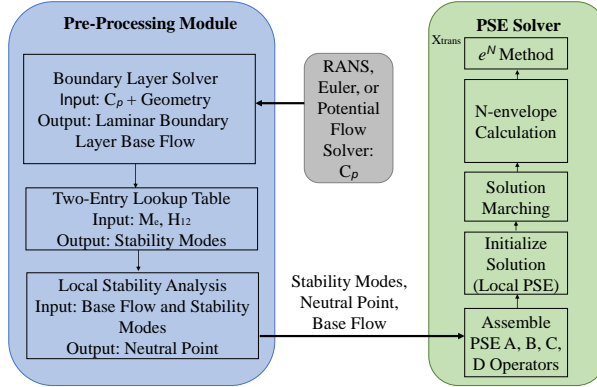 Pre-Processing Module
Boundary Layer Solver
Input: Cp + Geometry
Output: Laminar Boundary
Layer Base Flow
Two-Entry Lookup Table
Input: Me, H12
Output: Stability Modes
Local Stability Analysis
Input: Base Flow and Stability
Modes
Output: Neutral Point
RANS,
Euler, or
Potential
Flow
Solver:
Cp
Stability Modes,
Neutral Point,
Base Flow
PSE Solver
Xtrans
eN Method
N-envelope
Calculation
Solution
Marching
Initialize
Solution
(Local PSE)
Assemble
PSE A, B, C,
D Operators